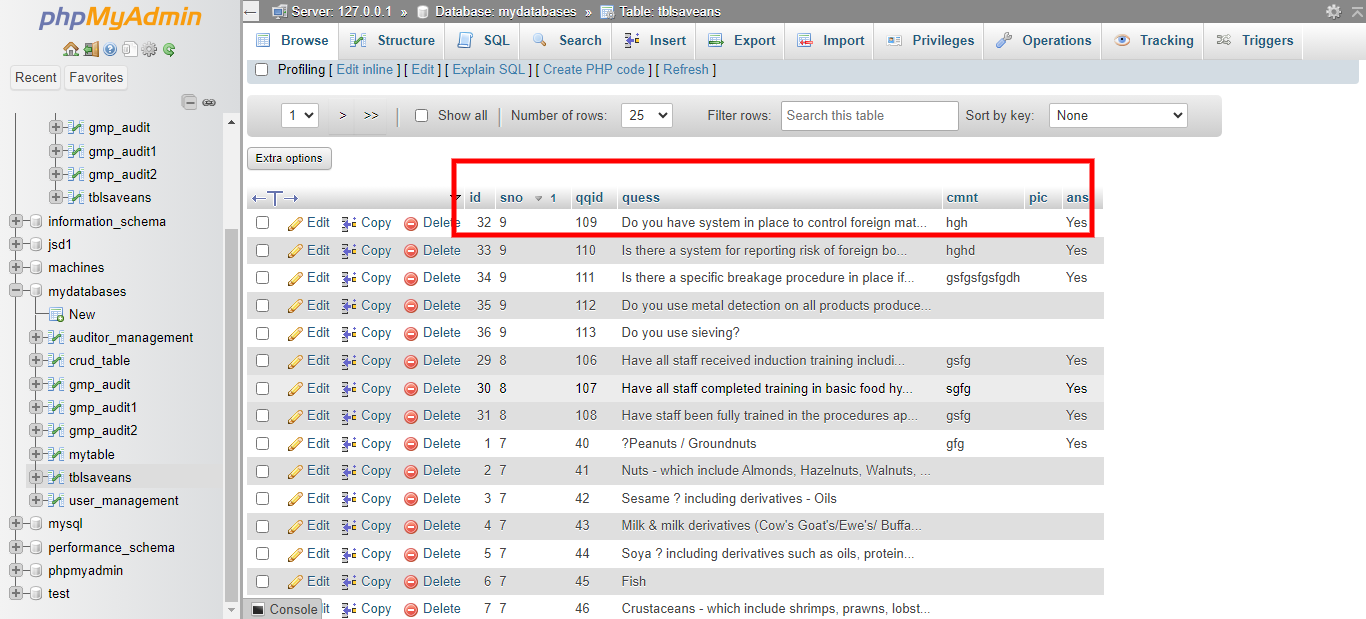 phpMyAdmin
Recent Favorites
gmp_audit
gmp_audit1
gmp_audit2
tblsaveans
information_schema
jsd1
machines
mydatabases
New
auditor_management
crud_table
gmp_audit
gmp_audit1
gmp_audit2
mytable
tblsaveans
user_management
mysql
performance_schema
phpmyadmin
test
Server: 127.0.0.1 » Database: mydatabases » Table: tblsaveans
Browse Structure SQL Search Insert Export Import Privileges Operations Tracking Triggers
Profiling [ Edit inline ] [ Edit ] [ Explain SQL ] [ Create PHP code ] [ Refresh ]
1 > >> Show all Number of rows: 25 Filter rows: Search this table Sort by key: None
Extra options
←T→ id sno 1 qqid quess cmnt pic ans
Edit Copy Delete 32 9 109 Do you have system in place to control foreign mat... hgh Yes
Edit Copy Delete 33 9 110 Is there a system for reporting risk of foreign bo... hghd Yes
Edit Copy Delete 34 9 111 Is there a specific breakage procedure in place if... gsfgsfgsfgdh Yes
Edit Copy Delete 35 9 112 Do you use metal detection on all products produce...
Edit Copy Delete 36 9 113 Do you use sieving?
Edit Copy Delete 29 8 106 Have all staff received induction training includi... gsfg Yes
Edit Copy Delete 30 8 107 Have all staff completed training in basic food hy... sgfg Yes
Edit Copy Delete 31 8 108 Have staff been fully trained in the procedures ap... gsfg Yes
Edit Copy Delete 1 7 40 ?Peanuts / Groundnuts gfg Yes
Edit Copy Delete 2 7 41 Nuts - which include Almonds, Hazelnuts, Walnuts, ...
Edit Copy Delete 3 7 42 Sesame ? including derivatives - Oils
Edit Copy Delete 4 7 43 Milk & milk derivatives (Cow's Goat's/Ewe's/ Buffa...
Edit Copy Delete 5 7 44 Soya ? including derivatives such as oils, protein...
Edit Copy Delete 6 7 45 Fish
Console it Copy Delete 7 7 46 Crustaceans - which include shrimps, prawns, lobst...